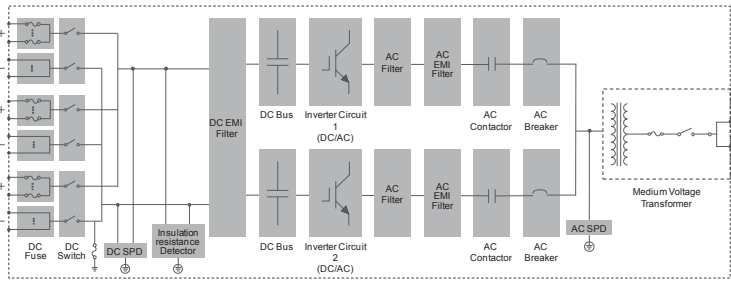 +
−
+
−
+
−
DC
Fuse
DC
Switch
DC SPD
Insulation
resistance
Detector
DC EMI
Filter
DC Bus
Inverter Circuit
1
(DC/AC)
AC
Filter
AC
EMI
Filter
AC
Contactor
AC
Breaker
DC Bus
Inverter Circuit
2
(DC/AC)
AC
Filter
AC
EMI
Filter
AC
Contactor
AC
Breaker
AC SPD
Medium Voltage
Transformer